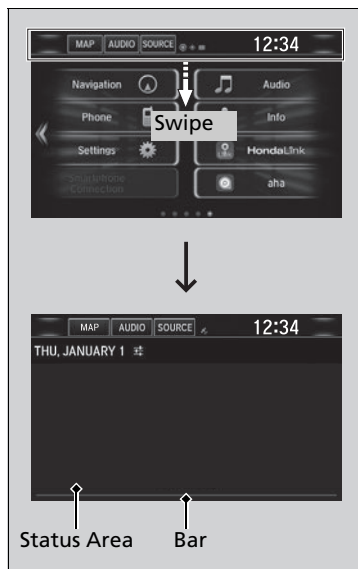 MAP AUDIO SOURCE 12:34
Navigation Audio
Phone Info
Swipe
Settings HondaLink
Smartphone
Connection
aha
MAP AUDIO SOURCE 12:34
THU, JANUARY 1
Status Area Bar